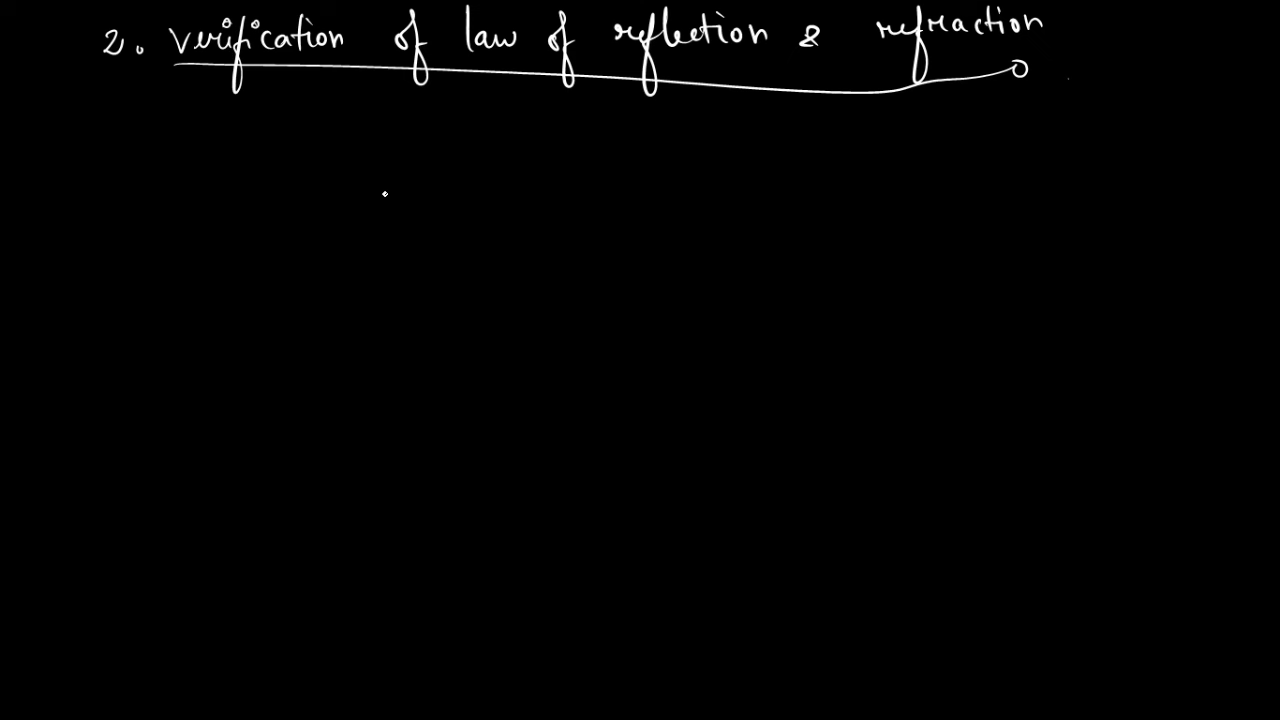 2. verification of law of reflection & refraction